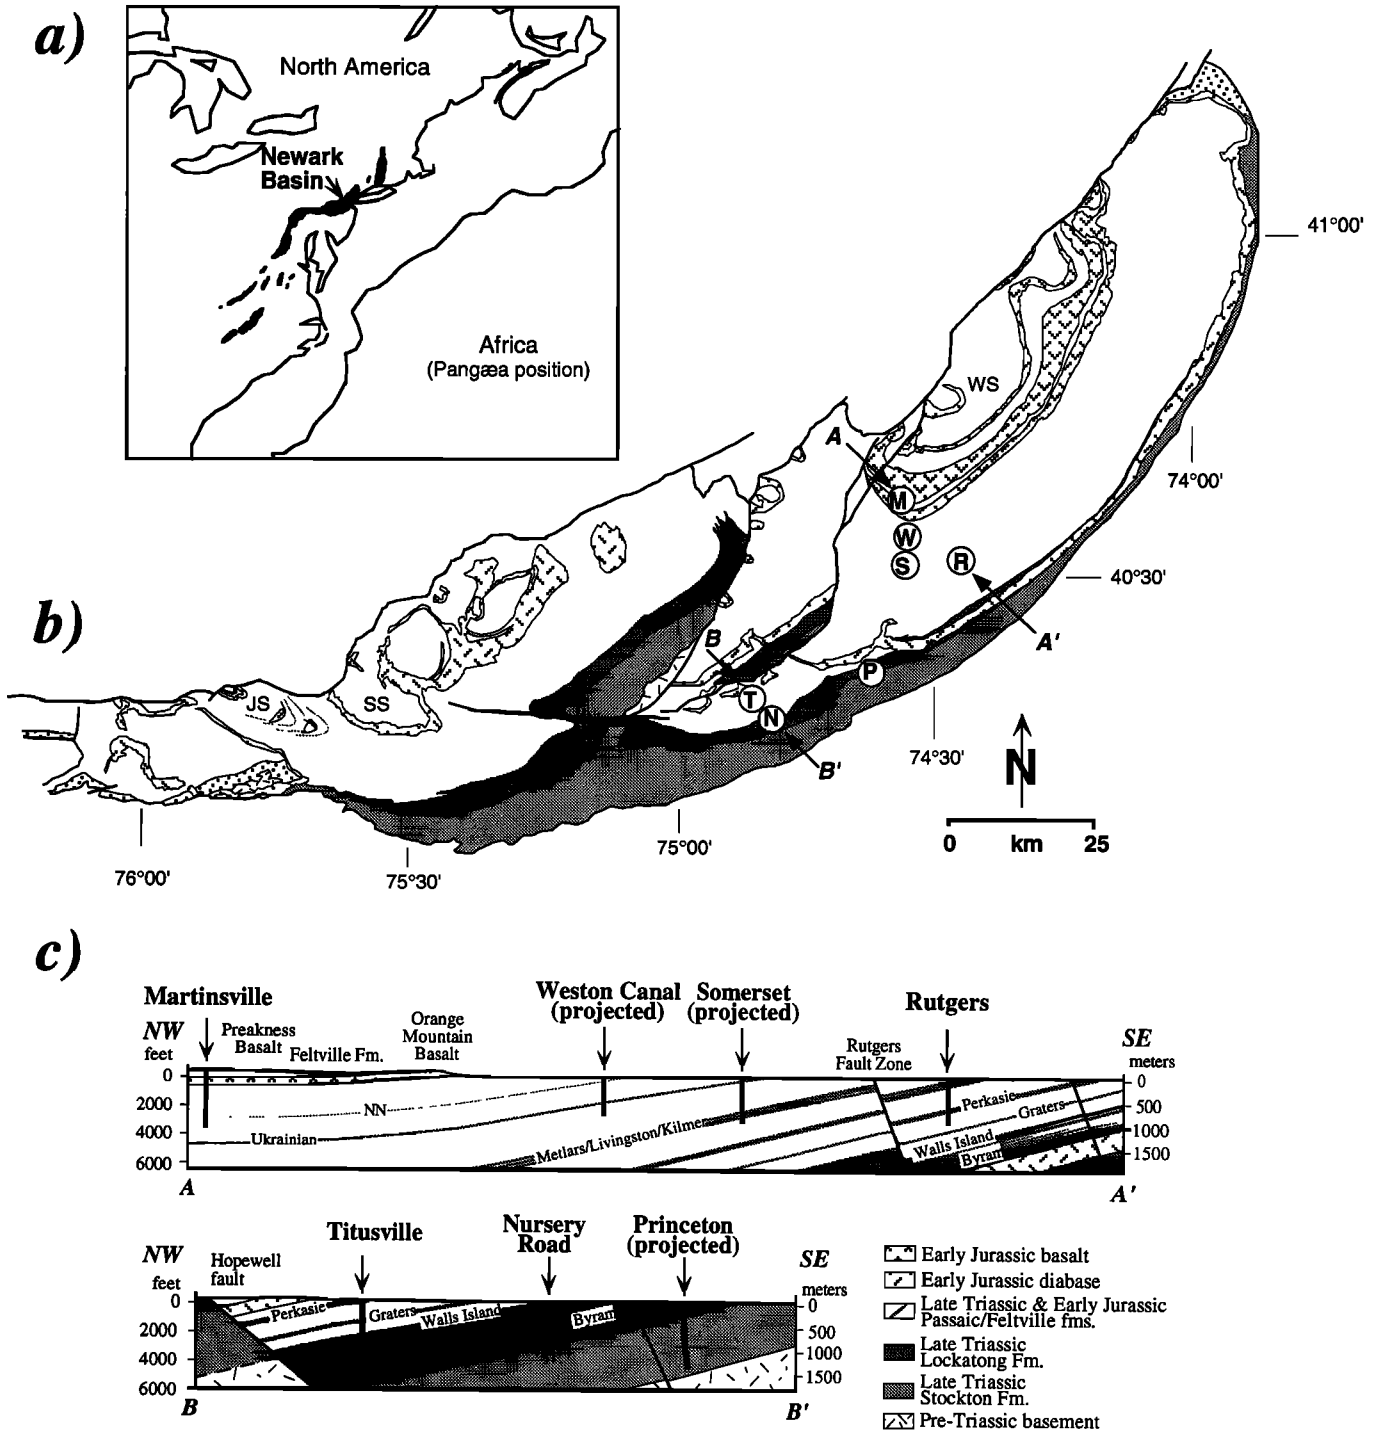 a)
North America
Newark
Basin
Africa
(Pangæa position)
b)
41°00'
WS
A
M
74°00'
W
S
R
40°30'
B
A'
P
JS
SS
T
N
B'
74°30'
N
75°00'
0 km 25
76°00'
75°30'
c)
Martinsville
Weston Canal
(projected)
Somerset
(projected)
Rutgers
NW
feet
Preakness
Basalt
Feltville Fm.
Orange
Mountain
Basalt
Rutgers
Fault Zone
SE
meters
0
2000
4000
6000
NN
Ukrainian
Metlars/Livingston/Kilmer
Perkasie
Graters
Walls Island
Byram
0
500
1000
1500
A
A'
Titusville
Nursery
Road
Princeton
(projected)
NW
feet
Hopewell
fault
SE
meters
0
2000
4000
6000
Perkasie
Graters
Walls Island
Byram
0
500
1000
1500
B
B'
Early Jurassic basalt
Early Jurassic diabase
Late Triassic & Early Jurassic
Passaic/Feltville fms.
Late Triassic
Lockatong Fm.
Late Triassic
Stockton Fm.
Pre-Triassic basement